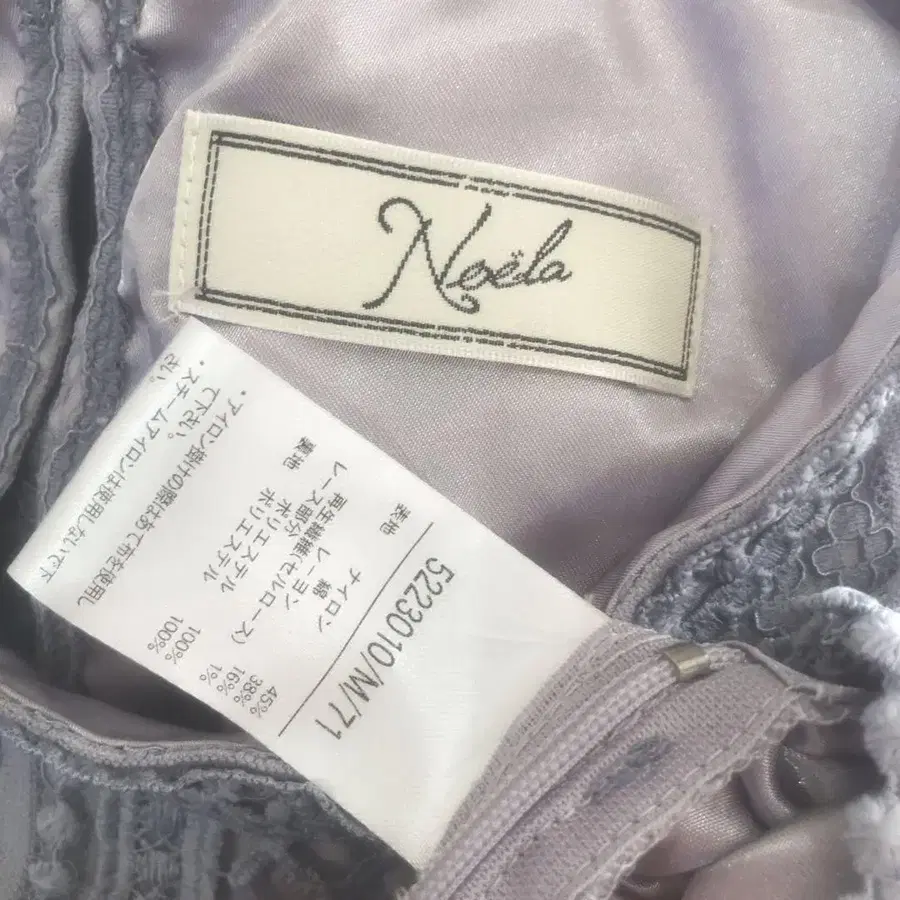 Noëla
5223010/M/71
表地 ナイロン 45%
綿 38%
レーヨン 16%
再生繊維(セルロース) 1%
レース部分 ポリエステル 100%
裏地 ポリエステル 100%
・アイロン掛けの際はあて布を使用し
て下さい。
・スチームアイロンは使用しないで下
さい。